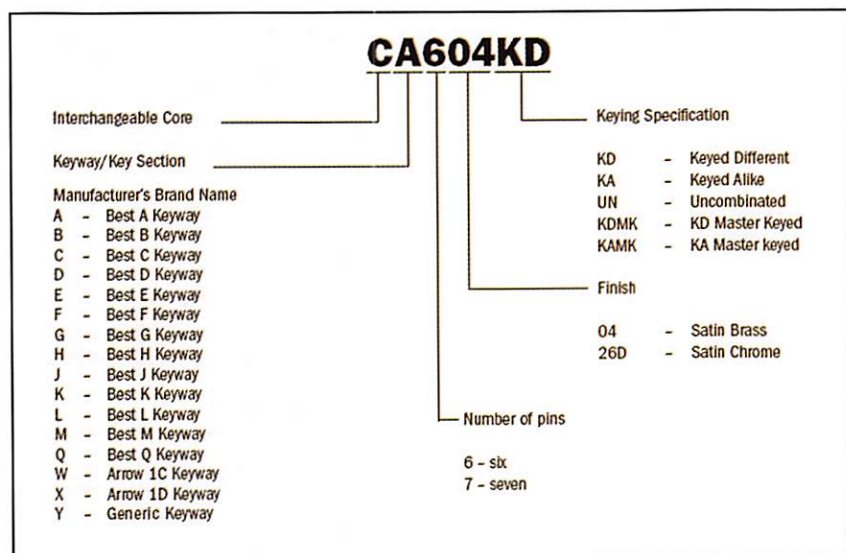 CA604KD
Interchangeable Core
Keyway/Key Section
Manufacturer's Brand Name
A – Best A Keyway
B – Best B Keyway
C – Best C Keyway
D – Best D Keyway
E – Best E Keyway
F – Best F Keyway
G – Best G Keyway
H – Best H Keyway
J – Best J Keyway
K – Best K Keyway
L – Best L Keyway
M – Best M Keyway
Q – Best Q Keyway
W – Arrow 1C Keyway
X – Arrow 1D Keyway
Y – Generic Keyway
Number of pins
6 – six
7 – seven
Keying Specification
KD – Keyed Different
KA – Keyed Alike
UN – Uncombinated
KDMK – KD Master Keyed
KAMK – KA Master keyed
Finish
04 – Satin Brass
26D – Satin Chrome